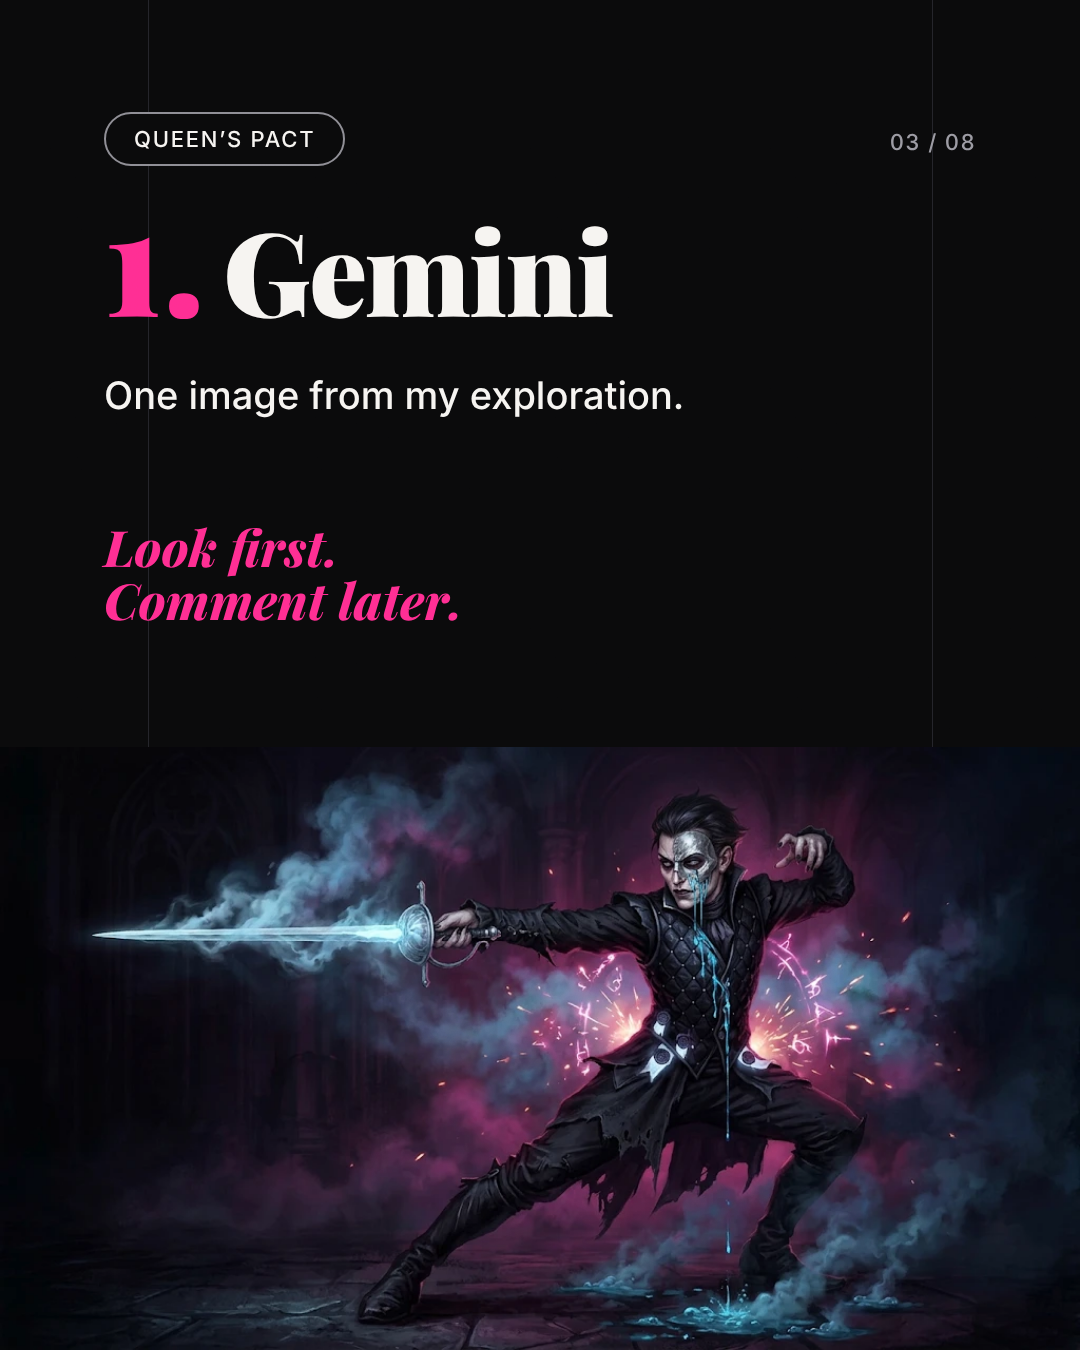 QUEEN’S PACT
03 / 08
1. Gemini
One image from my exploration.
Look first.
Comment later.